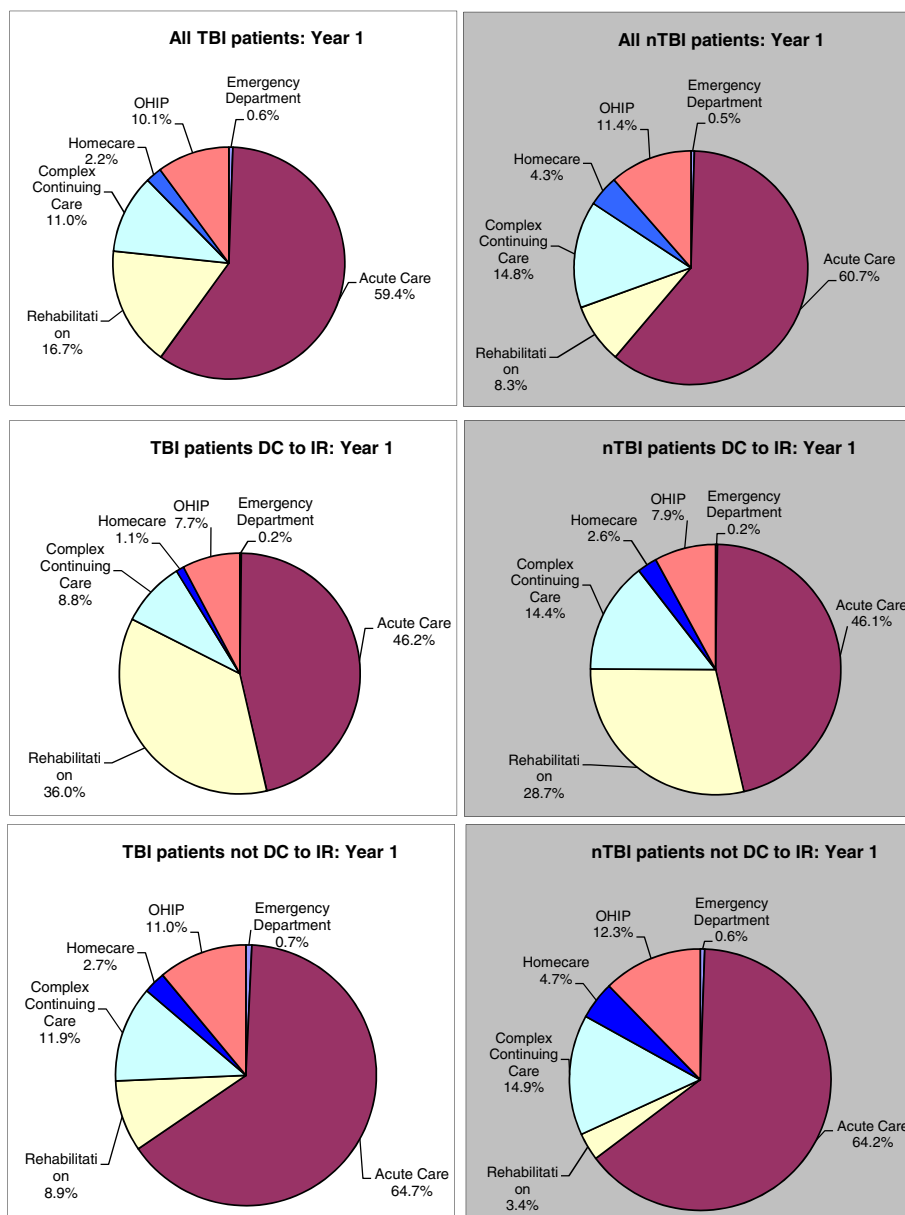 All TBI patients: Year 1
Emergency
Department
0.6%
OHIP
10.1%
Homecare
2.2%
Complex
Continuing
Care
11.0%
Acute Care
59.4%
Rehabilitati
on
16.7%
All nTBI patients: Year 1
Emergency
Department
0.5%
OHIP
11.4%
Homecare
4.3%
Complex
Continuing
Care
14.8%
Acute Care
60.7%
Rehabilitati
on
8.3%
TBI patients DC to IR: Year 1
Emergency
Department
0.2%
OHIP
7.7%
Homecare
1.1%
Complex
Continuing
Care
8.8%
Acute Care
46.2%
Rehabilitati
on
36.0%
nTBI patients DC to IR: Year 1
Emergency
Department
0.2%
OHIP
7.9%
Homecare
2.6%
Complex
Continuing
Care
14.4%
Acute Care
46.1%
Rehabilitati
on
28.7%
TBI patients not DC to IR: Year 1
Emergency
Department
0.7%
OHIP
11.0%
Homecare
2.7%
Complex
Continuing
Care
11.9%
Rehabilitati
on
8.9%
Acute Care
64.7%
nTBI patients not DC to IR: Year 1
Emergency
Department
0.6%
OHIP
12.3%
Homecare
4.7%
Complex
Continuing
Care
14.9%
Acute Care
64.2%
Rehabilitati
on
3.4%